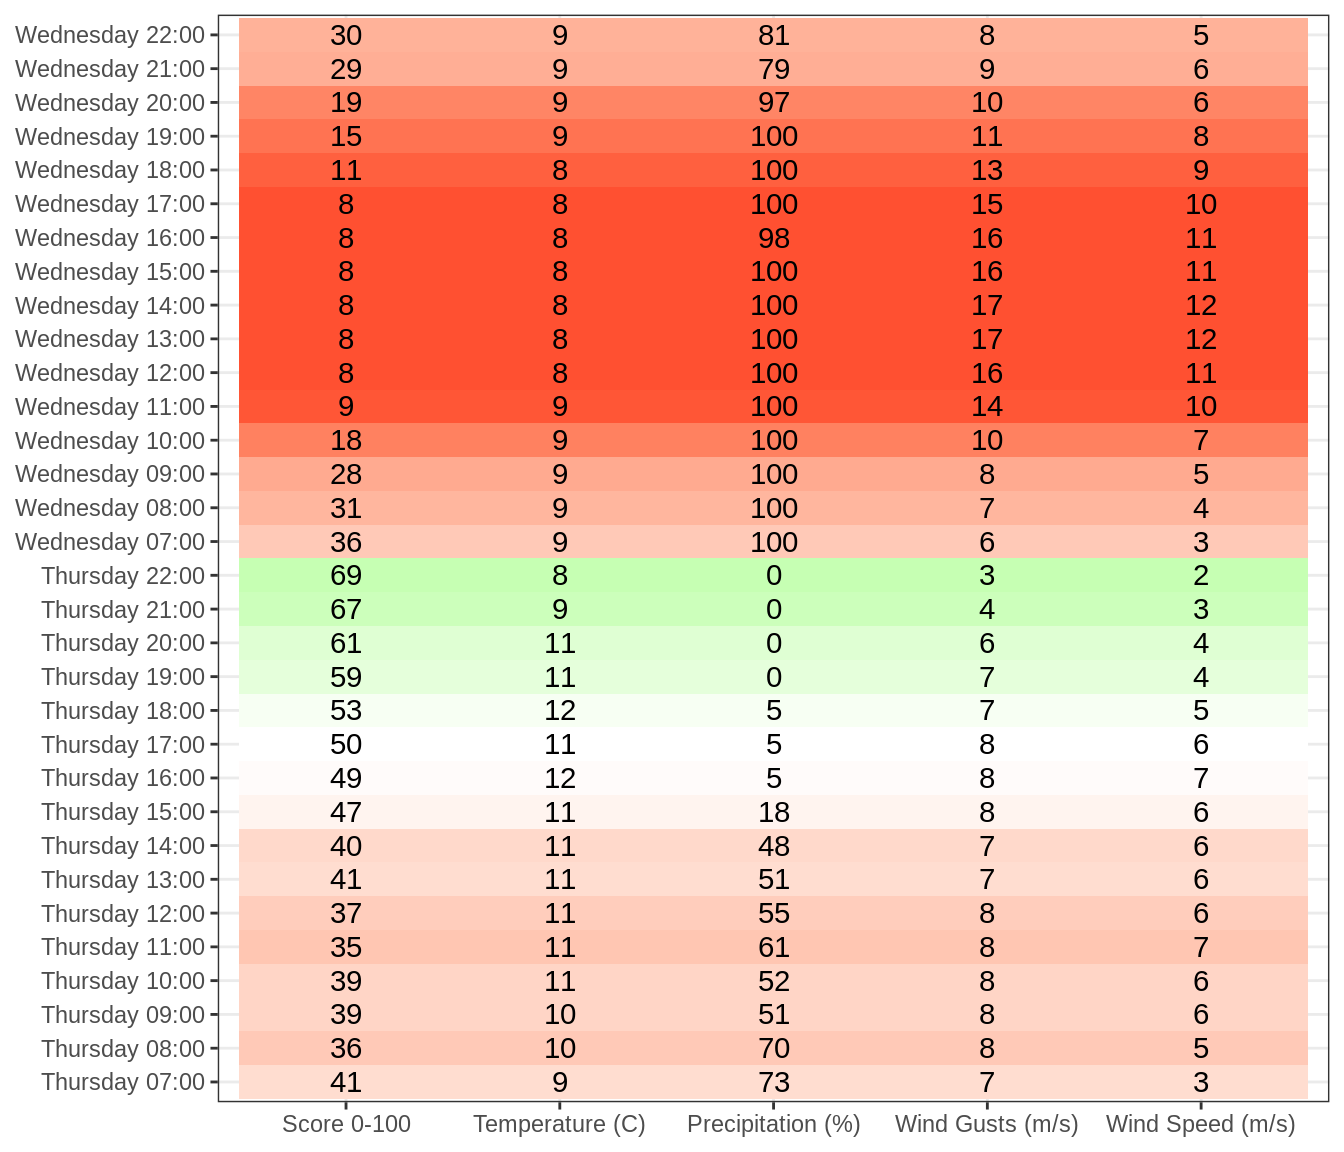 Wednesday 22:00 30 9 81 8 5
Wednesday 21:00 29 9 79 9 6
Wednesday 20:00 19 9 97 10 6
Wednesday 19:00 15 9 100 11 8
Wednesday 18:00 11 8 100 13 9
Wednesday 17:00 8 8 100 15 10
Wednesday 16:00 8 8 98 16 11
Wednesday 15:00 8 8 100 16 11
Wednesday 14:00 8 8 100 17 12
Wednesday 13:00 8 8 100 17 12
Wednesday 12:00 8 8 100 16 11
Wednesday 11:00 9 9 100 14 10
Wednesday 10:00 18 9 100 10 7
Wednesday 09:00 28 9 100 8 5
Wednesday 08:00 31 9 100 7 4
Wednesday 07:00 36 9 100 6 3
Thursday 22:00 69 8 0 3 2
Thursday 21:00 67 9 0 4 3
Thursday 20:00 61 11 0 6 4
Thursday 19:00 59 11 0 7 4
Thursday 18:00 53 12 5 7 5
Thursday 17:00 50 11 5 8 6
Thursday 16:00 49 12 5 8 7
Thursday 15:00 47 11 18 8 6
Thursday 14:00 40 11 48 7 6
Thursday 13:00 41 11 51 7 6
Thursday 12:00 37 11 55 8 6
Thursday 11:00 35 11 61 8 7
Thursday 10:00 39 11 52 8 6
Thursday 09:00 39 10 51 8 6
Thursday 08:00 36 10 70 8 5
Thursday 07:00 41 9 73 7 3
Score 0-100 Temperature (C) Precipitation (%) Wind Gusts (m/s) Wind Speed (m/s)